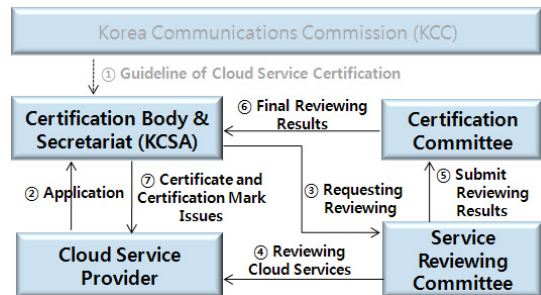 Korea Communications Commission (KCC)
① Guideline of Cloud Service Certification
Certification Body &
Secretariat (KCSA)
⑥ Final Reviewing
Results
Certification
Committee
② Application
⑦ Certificate and
Certification Mark
Issues
③ Requesting
Reviewing
⑤ Submit
Reviewing
Results
Cloud Service
Provider
④ Reviewing
Cloud Services
Service
Reviewing
Committee